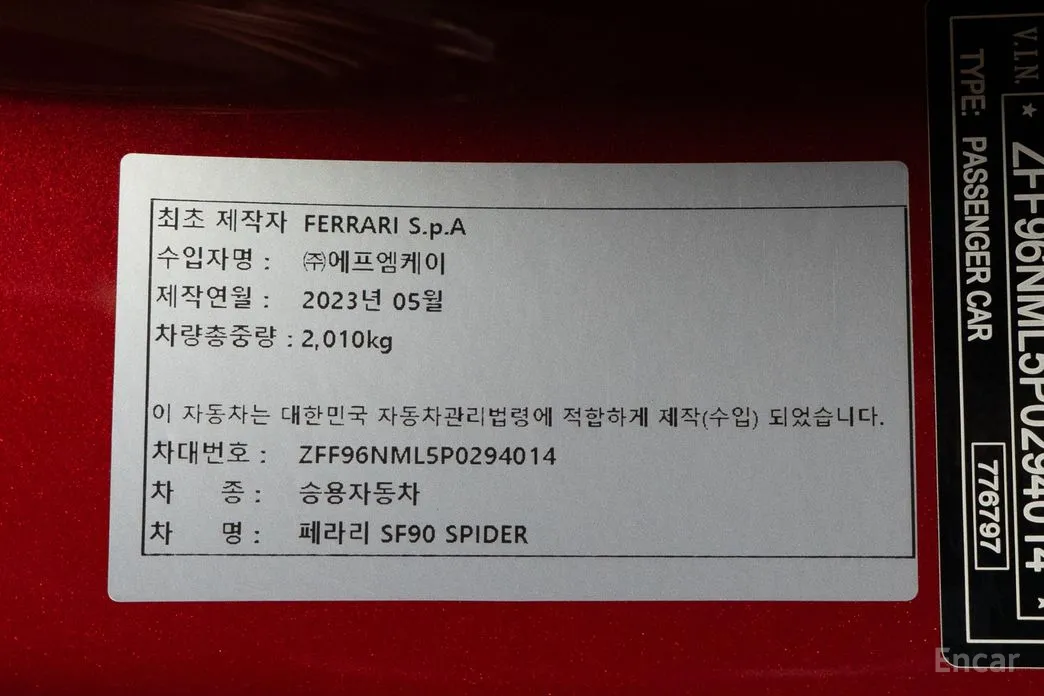 최초 제작자 FERRARI S.p.A
수입자명 : ㈜에프엠케이
제작연월 : 2023년 05월
차량총중량 : 2,010kg
이 자동차는 대한민국 자동차관리법령에 적합하게 제작(수입) 되었습니다.
차대번호 : ZFF96NML5P0294014
차 종 : 승용자동차
차 명 : 페라리 SF90 SPIDER
V.I.N.
★ ZFF96NML5P0294014 ★
TYPE: PASSENGER CAR
776797
Encar